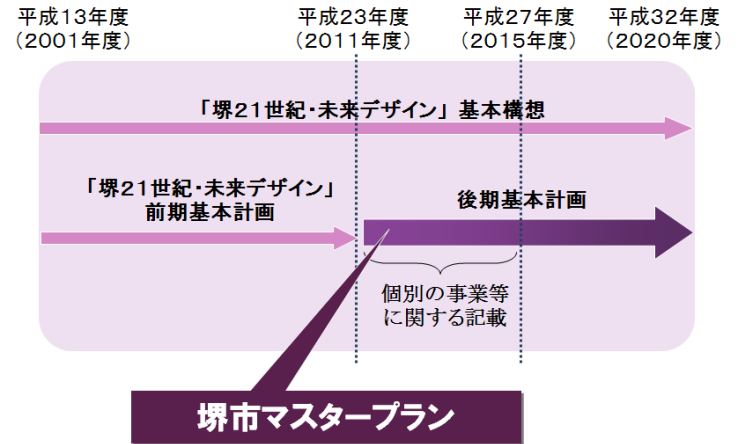 平成13年度 平成23年度 平成27年度 平成32年度
（2001年度） （2011年度） （2015年度） （2020年度）
「堺21世紀・未来デザイン」基本構想
「堺21世紀・未来デザイン」
前期基本計画
後期基本計画
個別の事業等
に関する記載
堺市マスタープラン